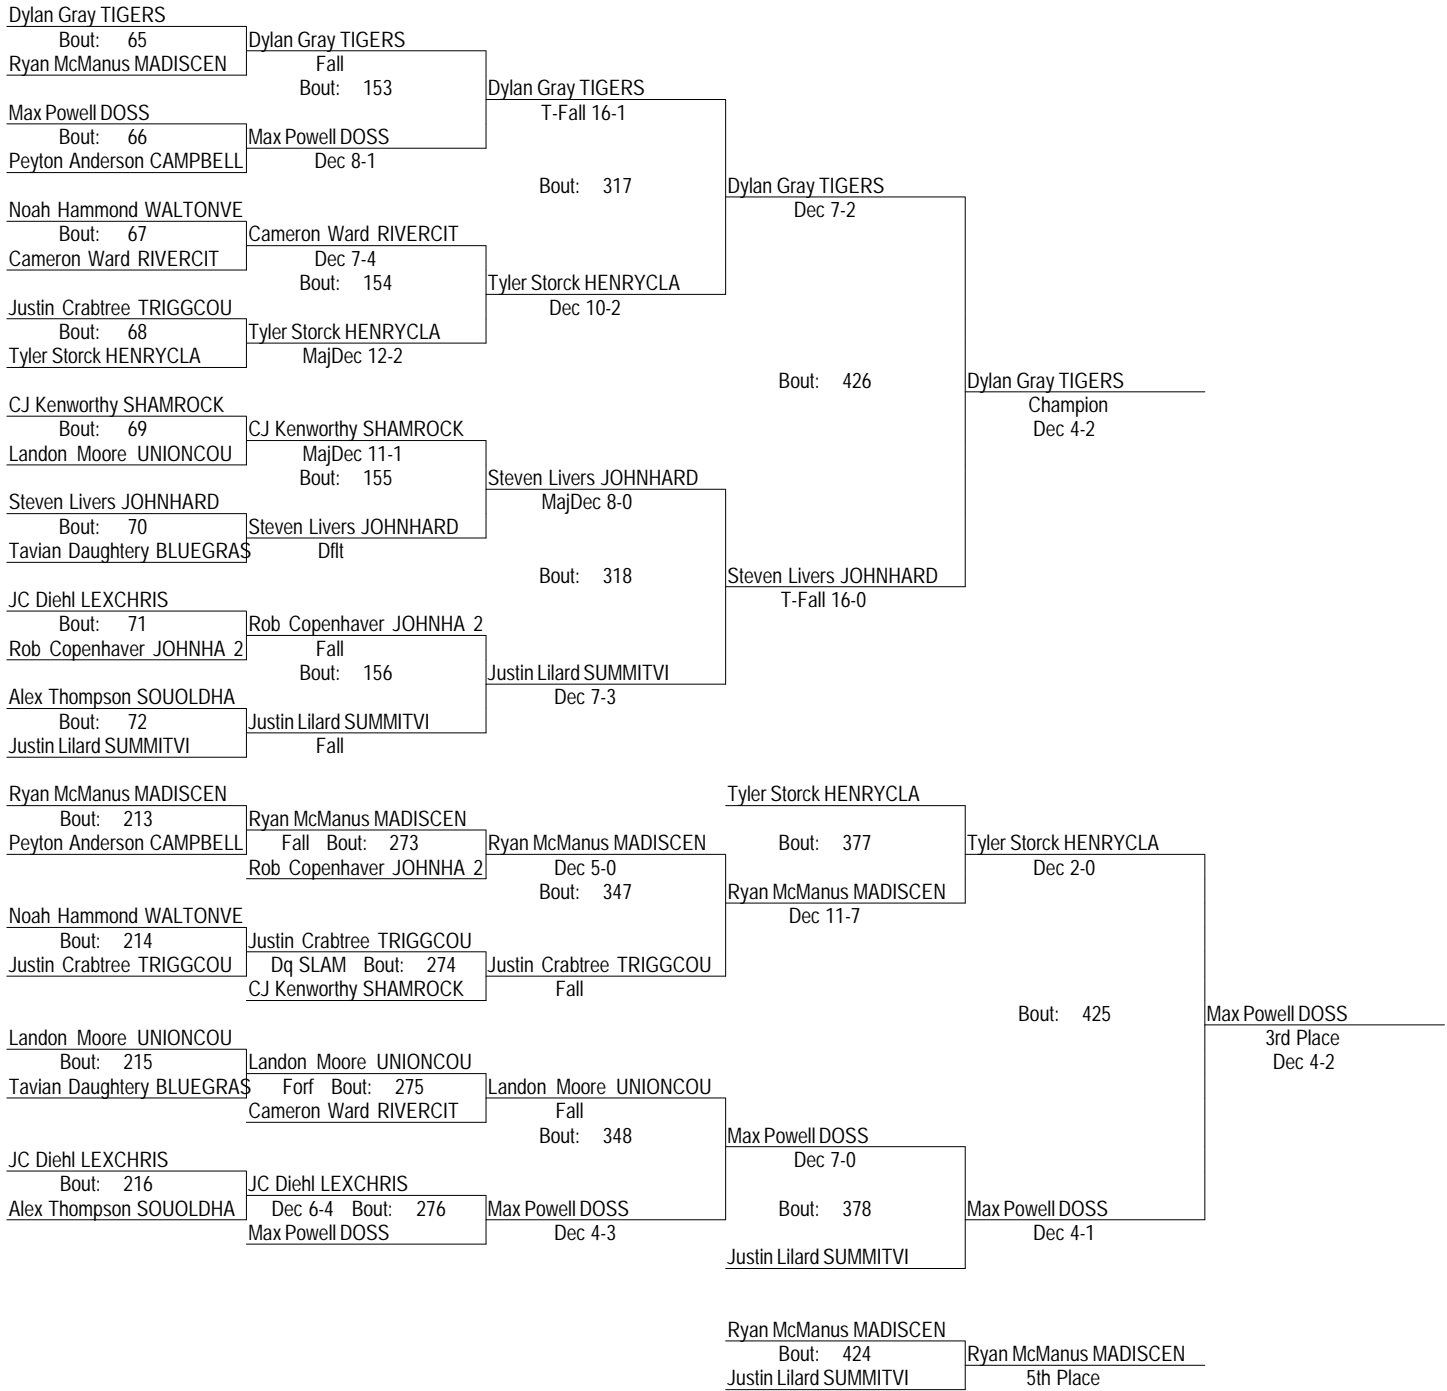 Dylan Gray TIGERS
Bout: 65 Dylan Gray TIGERS
Ryan McManus MADISCEN Fall
Bout: 153 Dylan Gray TIGERS
Max Powell DOSS T-Fall 16-1
Bout: 66 Max Powell DOSS
Peyton Anderson CAMPBELL Dec 8-1
Bout: 317 Dylan Gray TIGERS
Noah Hammond WALTONVE Dec 7-2
Bout: 67 Cameron Ward RIVERCIT
Cameron Ward RIVERCIT Dec 7-4
Bout: 154 Tyler Storck HENRYCLA
Justin Crabtree TRIGGCOU Dec 10-2
Bout: 68 Tyler Storck HENRYCLA
Tyler Storck HENRYCLA MajDec 12-2
Bout: 426 Dylan Gray TIGERS
CJ Kenworthy SHAMROCK Champion
Bout: 69 CJ Kenworthy SHAMROCK Dec 4-2
Landon Moore UNIONCOU MajDec 11-1
Bout: 155 Steven Livers JOHNHARD
Steven Livers JOHNHARD MajDec 8-0
Bout: 70 Steven Livers JOHNHARD
Tavian Daughtery BLUEGRAS Dflt
Bout: 318 Steven Livers JOHNHARD
JC Diehl LEXCHRIS T-Fall 16-0
Bout: 71 Rob Copenhaver JOHNHA 2
Rob Copenhaver JOHNHA 2 Fall
Bout: 156 Justin Lilard SUMMITVI
Alex Thompson SOUOLDHA Dec 7-3
Bout: 72 Justin Lilard SUMMITVI
Justin Lilard SUMMITVI Fall
Ryan McManus MADISCEN Tyler Storck HENRYCLA
Bout: 213 Ryan McManus MADISCEN
Peyton Anderson CAMPBELL Fall Bout: 273 Ryan McManus MADISCEN Bout: 377 Tyler Storck HENRYCLA
Rob Copenhaver JOHNHA 2 Dec 5-0 Dec 2-0
Bout: 347 Ryan McManus MADISCEN
Noah Hammond WALTONVE Dec 11-7
Bout: 214 Justin Crabtree TRIGGCOU
Justin Crabtree TRIGGCOU Dq SLAM Bout: 274 Justin Crabtree TRIGGCOU
CJ Kenworthy SHAMROCK Fall
Bout: 425 Max Powell DOSS
Landon Moore UNIONCOU 3rd Place
Bout: 215 Landon Moore UNIONCOU Dec 4-2
Tavian Daughtery BLUEGRAS Forf Bout: 275 Landon Moore UNIONCOU
Cameron Ward RIVERCIT Fall
Bout: 348 Max Powell DOSS
JC Diehl LEXCHRIS Dec 7-0
Bout: 216 JC Diehl LEXCHRIS
Alex Thompson SOUOLDHA Dec 6-4 Bout: 276 Max Powell DOSS Bout: 378 Max Powell DOSS
Max Powell DOSS Dec 4-3 Dec 4-1
Justin Lilard SUMMITVI
Ryan McManus MADISCEN
Bout: 424 Ryan McManus MADISCEN
Justin Lilard SUMMITVI 5th Place